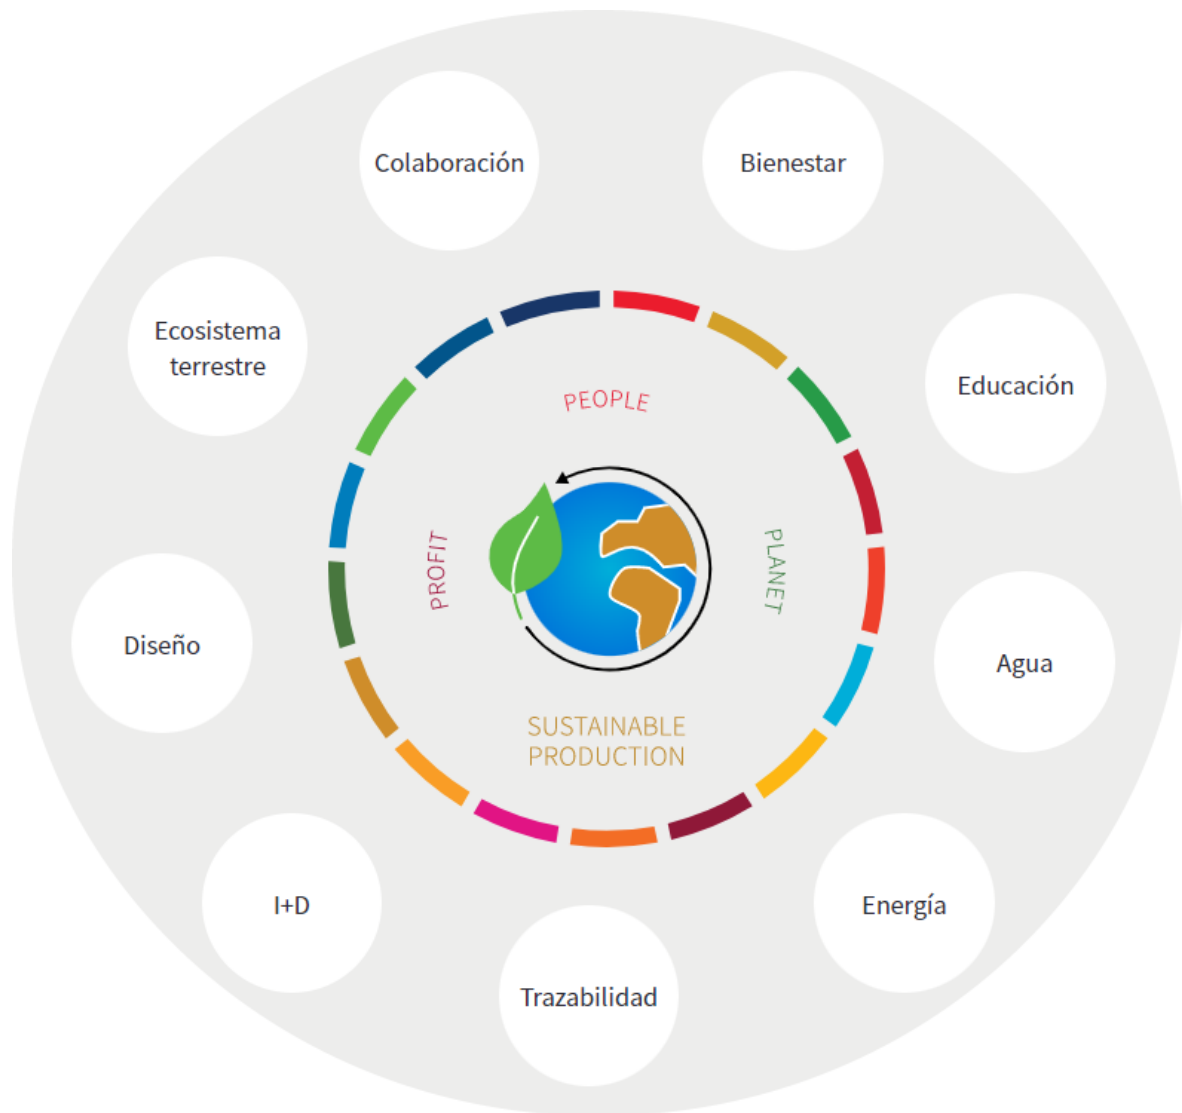 Colaboración
Bienestar
Ecosistema
terrestre
Educación
PEOPLE
PROFIT
PLANET
Diseño
Agua
SUSTAINABLE
PRODUCTION
I+D
Energía
Trazabilidad